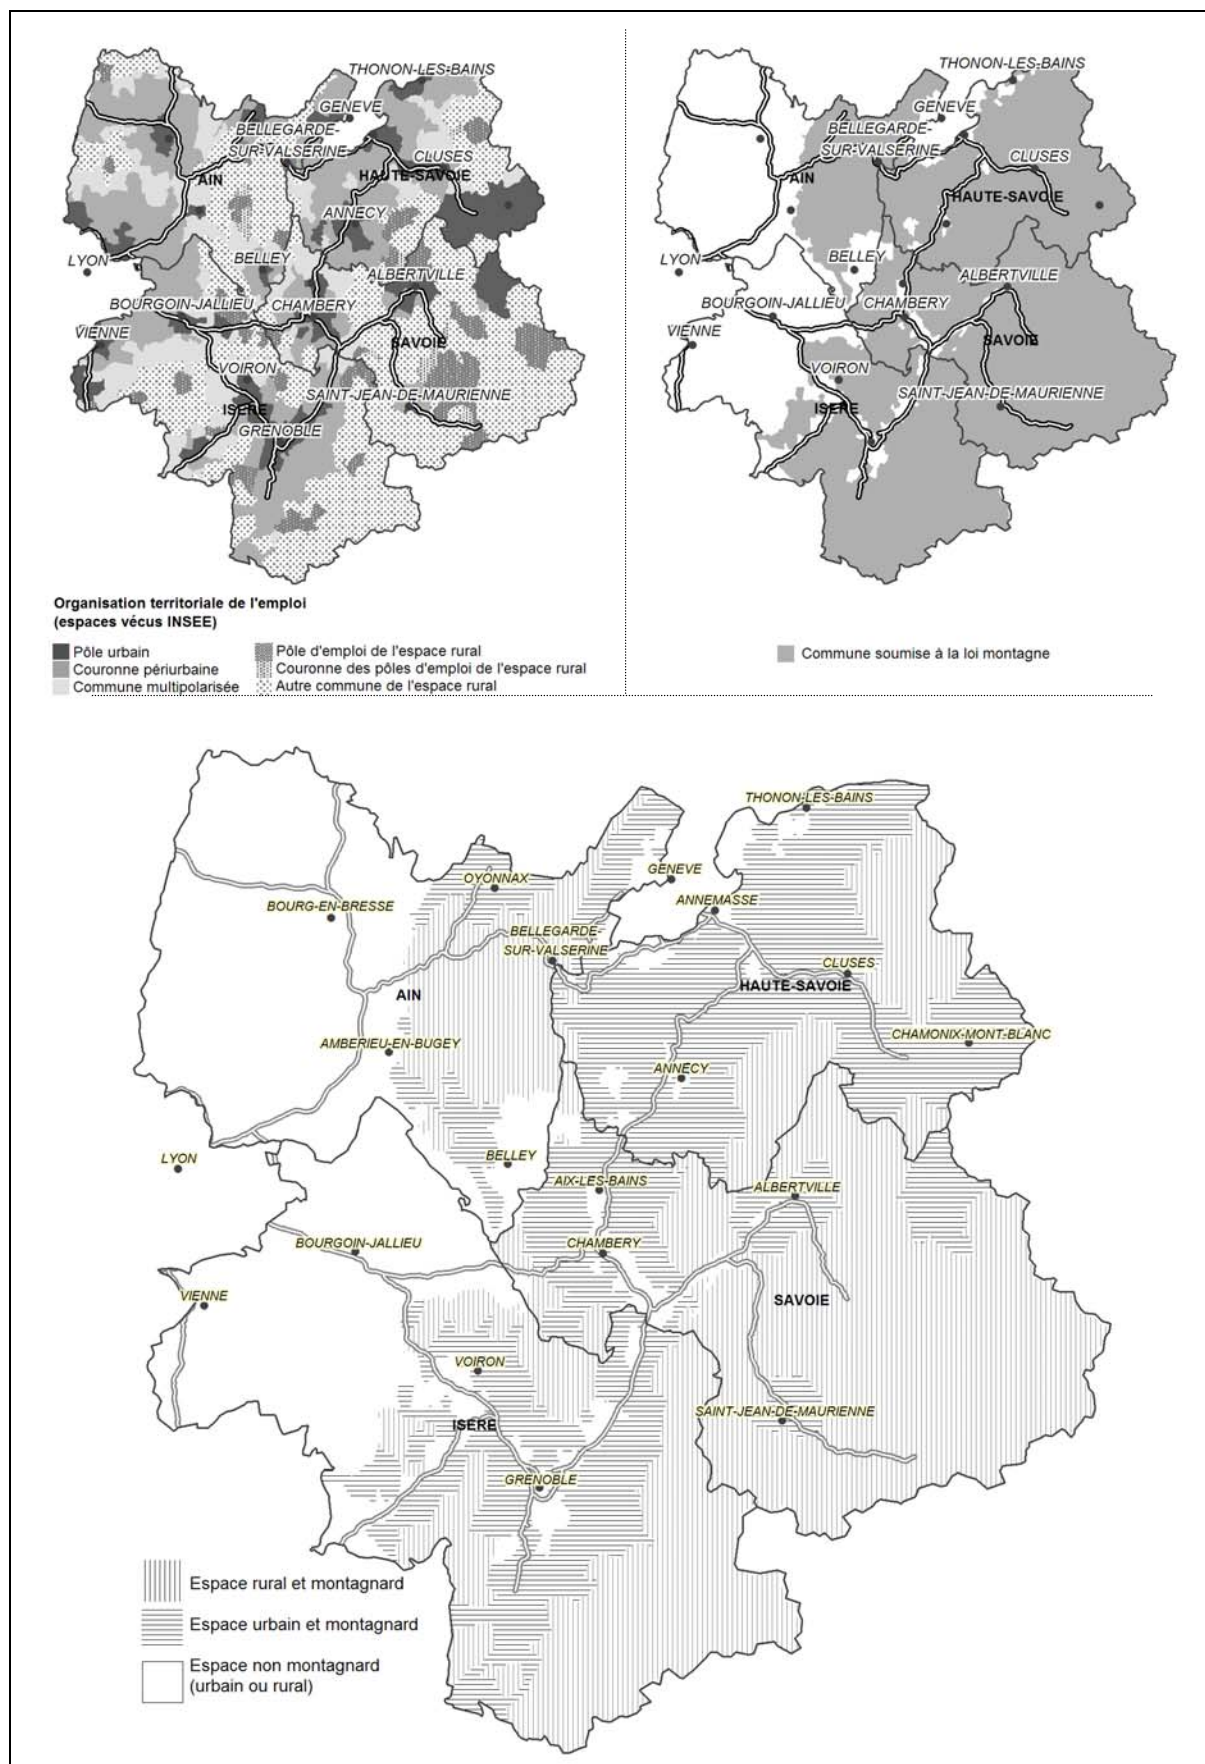 THONON-LES-BAINS
GENEVE
BELLEGARDE-
SUR-VALSERINE
CLUSES
AIN
HAUTE-SAVOIE
ANNECY
LYON
BELLEY
ALBERTVILLE
BOURGOIN-JALLIEU
CHAMBERY
VIENNE
SAVOIE
VOIRON
SAINT-JEAN-DE-MAURIENNE
ISERE
GRENOBLE
Organisation territoriale de l'emploi
(espaces vécus INSEE)
Pôle urbain
Couronne périurbaine
Commune multipolarisée
Pôle d'emploi de l'espace rural
Couronne des pôles d'emploi de l'espace rural
Autre commune de l'espace rural
THONON-LES-BAINS
GENEVE
BELLEGARDE-
SUR-VALSERINE
CLUSES
AIN
HAUTE-SAVOIE
LYON
BELLEY
ALBERTVILLE
BOURGOIN-JALLIEU
CHAMBERY
VIENNE
SAVOIE
VOIRON
SAINT-JEAN-DE-MAURIENNE
ISERE
Commune soumise à la loi montagne
THONON-LES-BAINS
GENEVE
OYONNAX
ANNEMASSE
BOURG-EN-BRESSE
BELLEGARDE-
SUR-VALSERINE
CLUSES
AIN
HAUTE-SAVOIE
CHAMONIX-MONT-BLANC
AMBERIEU-EN-BUGEY
ANNECY
LYON
BELLEY
AIX-LES-BAINS
ALBERTVILLE
BOURGOIN-JALLIEU
CHAMBERY
VIENNE
SAVOIE
VOIRON
SAINT-JEAN-DE-MAURIENNE
ISERE
GRENOBLE
Espace rural et montagnard
Espace urbain et montagnard
Espace non montagnard
(urbain ou rural)